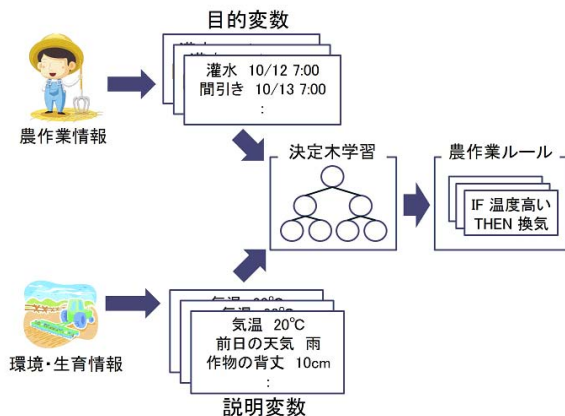 目的変数
灌水 10/12 7:00
間引き 10/13 7:00
:
農作業情報
決定木学習
農作業ルール
IF 温度高い
THEN 換気
環境・生育情報
気温 20℃
前日の天気 雨
作物の背丈 10cm
:
説明変数